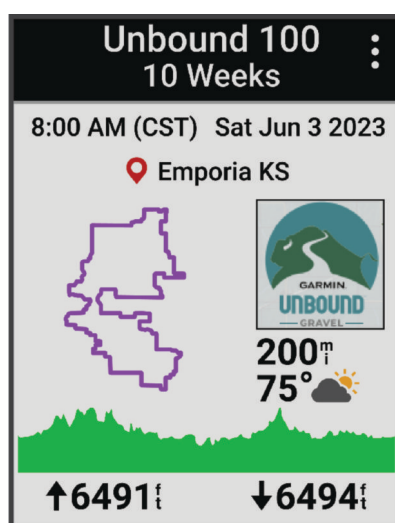 Unbound 100
10 Weeks
8:00 AM (CST) Sat Jun 3 2023
Emporia KS
GARMIN
UNBOUND
GRAVEL
200mi
75°
6491ft 6494ft